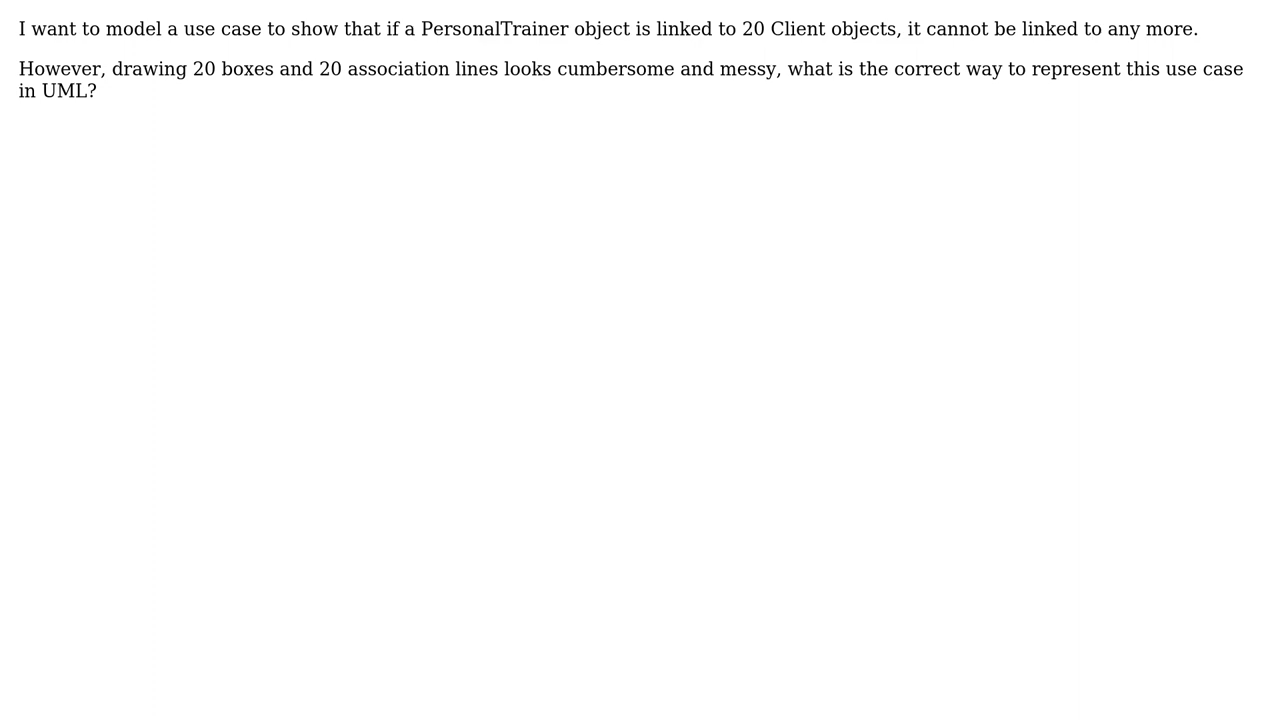 I want to model a use case to show that if a PersonalTrainer object is linked to 20 Client objects, it cannot be linked to any more.
However, drawing 20 boxes and 20 association lines looks cumbersome and messy, what is the correct way to represent this use case
in UML?